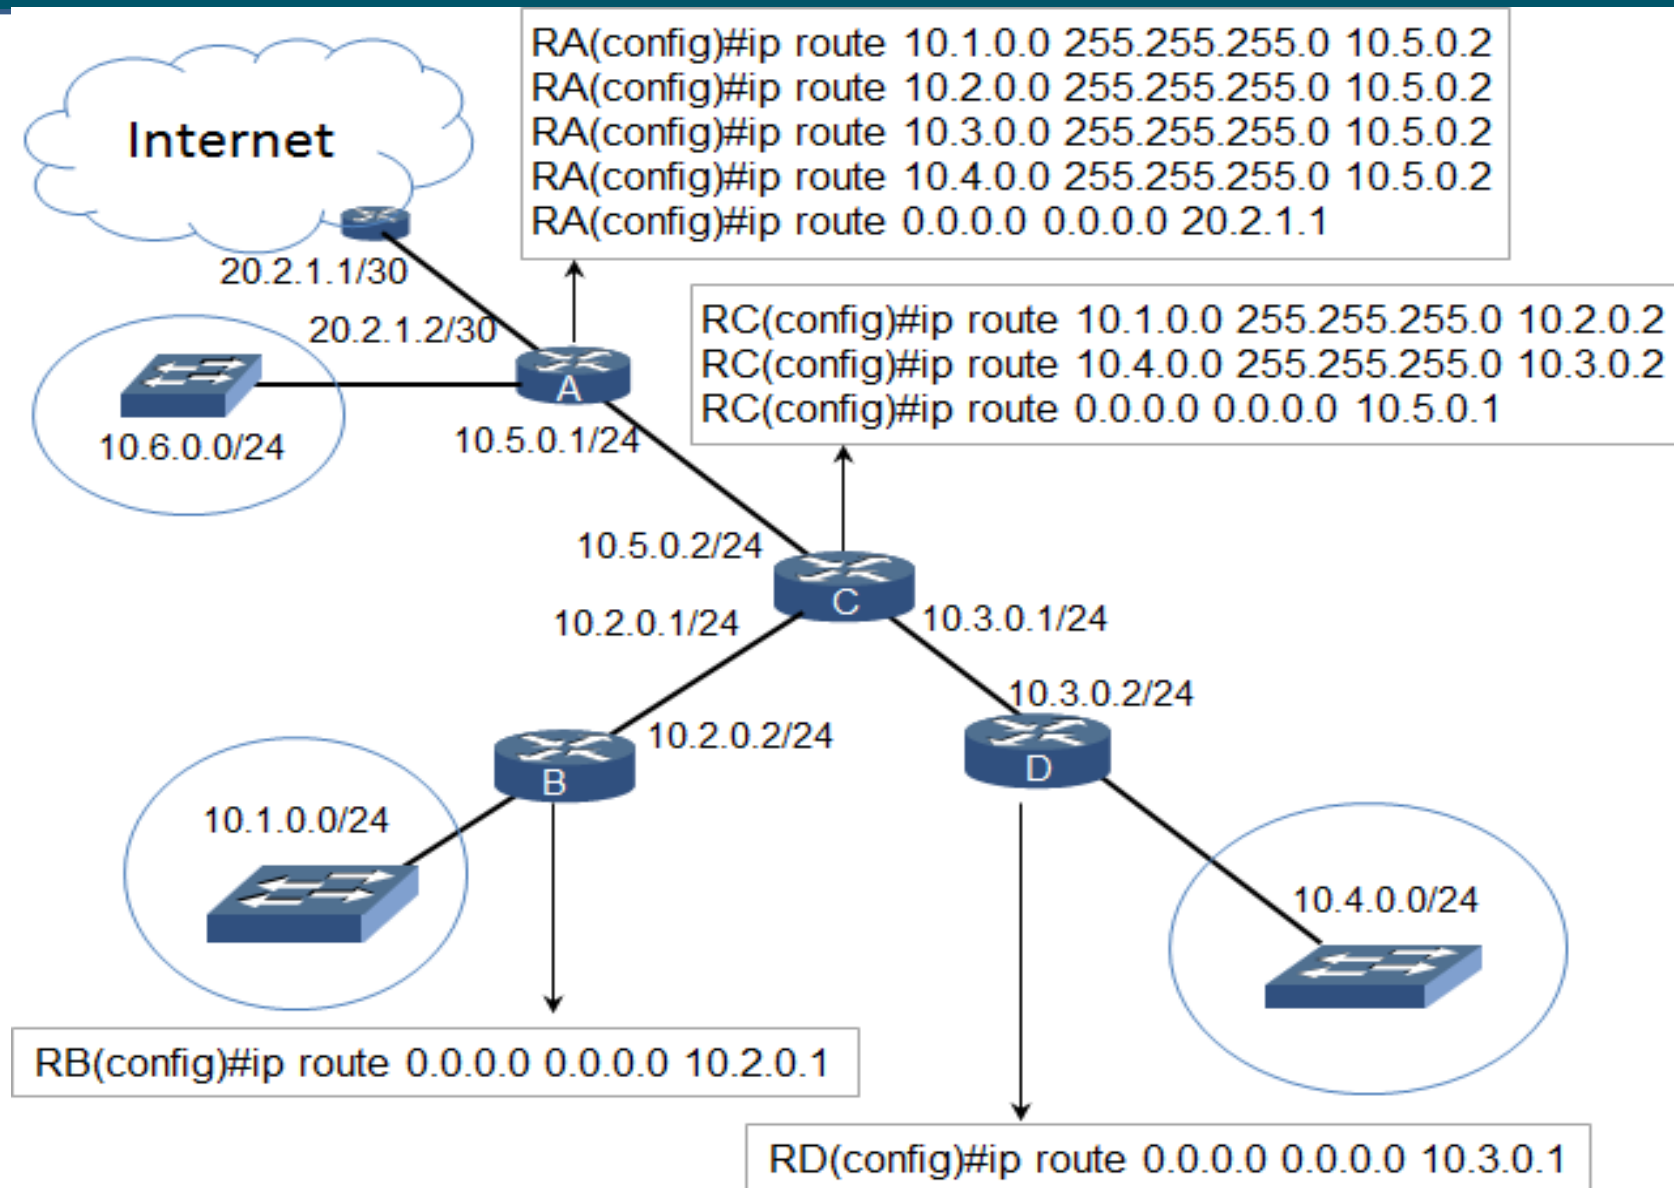 RA(config)#ip route 10.1.0.0 255.255.255.0 10.5.0.2
RA(config)#ip route 10.2.0.0 255.255.255.0 10.5.0.2
RA(config)#ip route 10.3.0.0 255.255.255.0 10.5.0.2
RA(config)#ip route 10.4.0.0 255.255.255.0 10.5.0.2
RA(config)#ip route 0.0.0.0 0.0.0.0 20.2.1.1
Internet
20.2.1.1/30
20.2.1.2/30
RC(config)#ip route 10.1.0.0 255.255.255.0 10.2.0.2
RC(config)#ip route 10.4.0.0 255.255.255.0 10.3.0.2
RC(config)#ip route 0.0.0.0 0.0.0.0 10.5.0.1
A
10.6.0.0/24
10.5.0.1/24
10.5.0.2/24
C
10.2.0.1/24
10.3.0.1/24
10.3.0.2/24
10.2.0.2/24
B
D
10.1.0.0/24
10.4.0.0/24
RB(config)#ip route 0.0.0.0 0.0.0.0 10.2.0.1
RD(config)#ip route 0.0.0.0 0.0.0.0 10.3.0.1